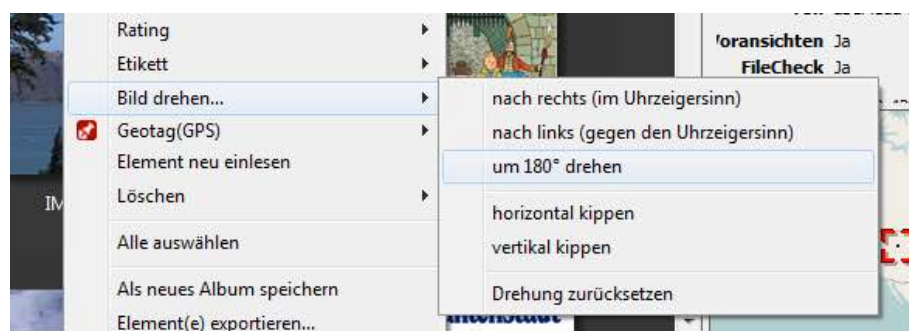 Rating
Etikett
Bild drehen...
Geotag(GPS)
Element neu einlesen
Löschen
Alle auswählen
Als neues Album speichern
Element(e) exportieren...
nach rechts (im Uhrzeigersinn)
nach links (gegen den Uhrzeigersinn)
um 180° drehen
horizontal kippen
vertikal kippen
Drehung zurücksetzen
oransichten Ja
FileCheck Ja
IM